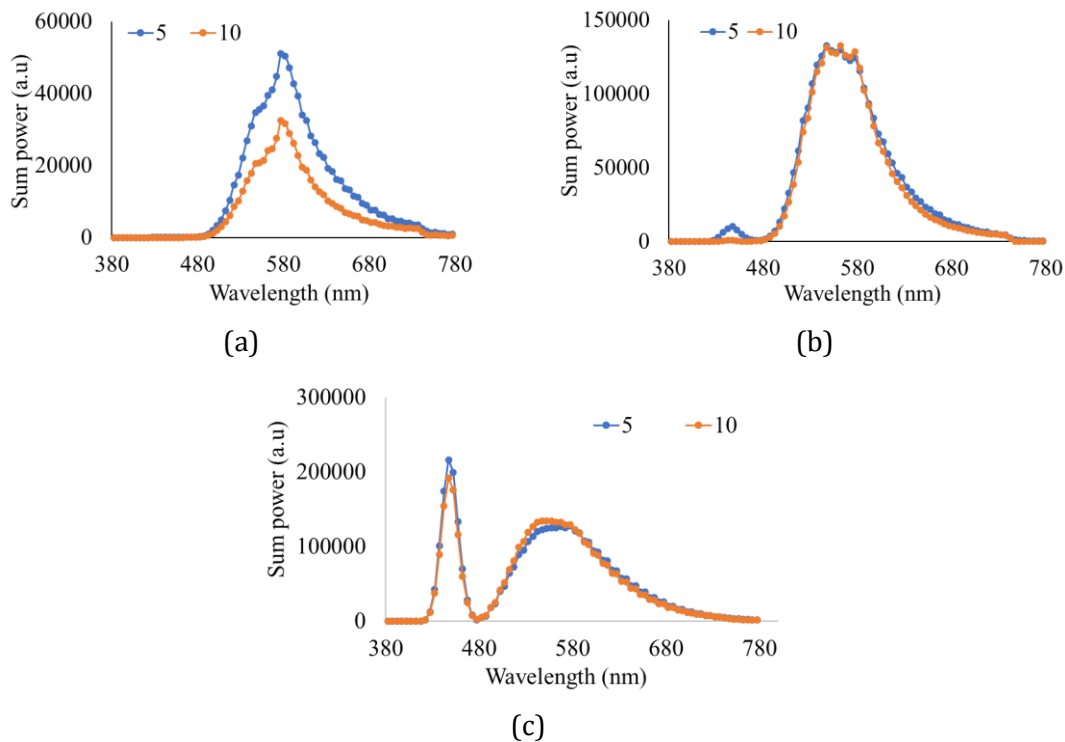 5 10
Sum power (a.u)
60000
40000
20000
0
380 480 580 680 780
Wavelength (nm)
(a)
5 10
Sum power (a.u)
150000
100000
50000
0
380 480 580 680 780
Wavelength (nm)
(b)
5 10
Sum power (a.u)
300000
200000
100000
0
380 480 580 680 780
Wavelength (nm)
(c)